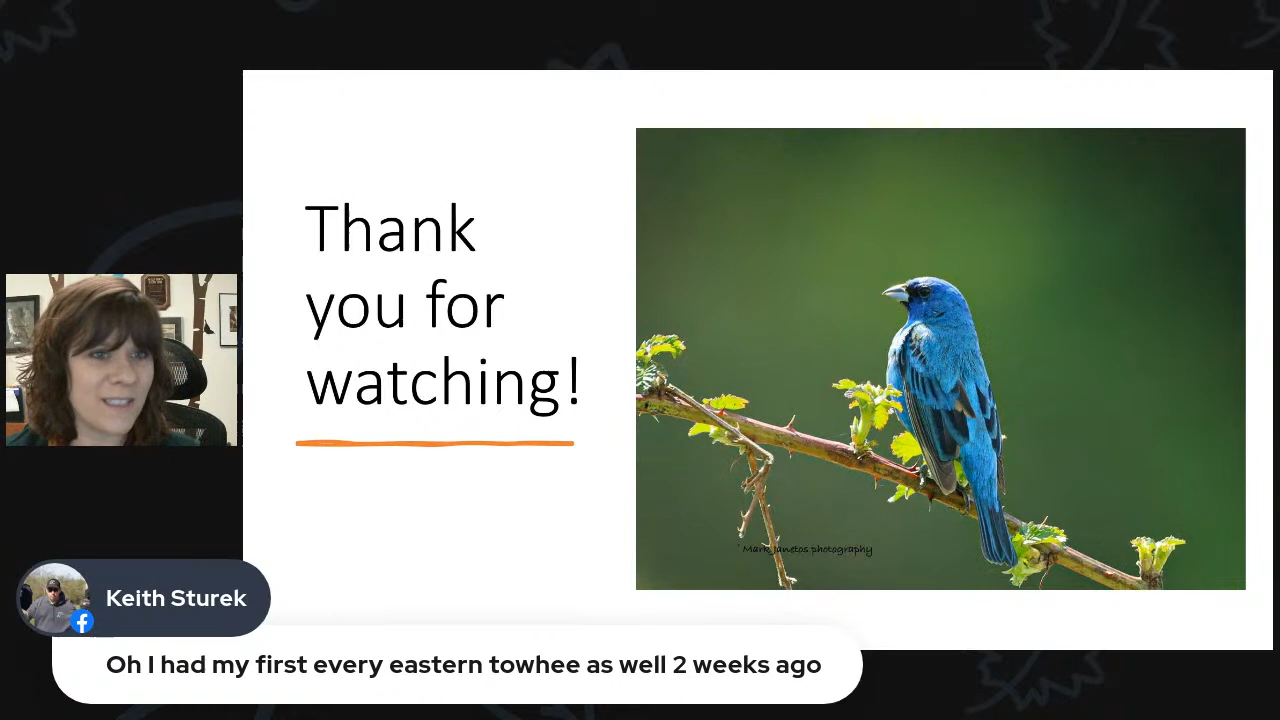 Thank
you for
watching!
Mark Janetos photography
Keith Sturek
Oh I had my first every eastern towhee as well 2 weeks ago